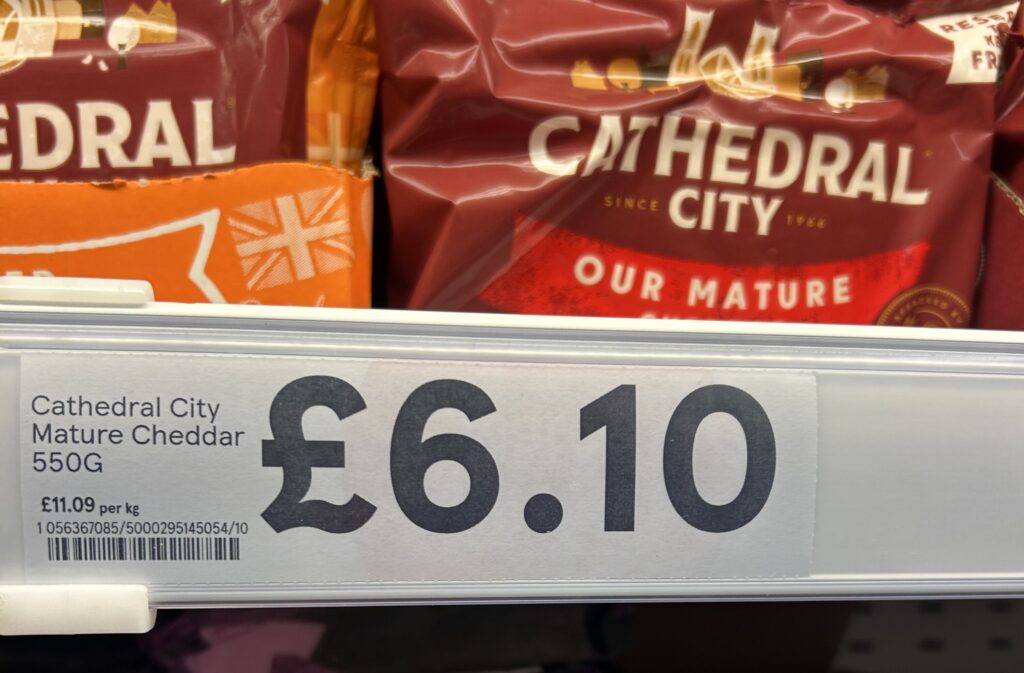 EDRAL
CATHEDRAL
SINCE CITY 1966
OUR MATURE
Cathedral City
Mature Cheddar
550G
£6.10
£11.09 per kg
1 056367085/5000295145054/10